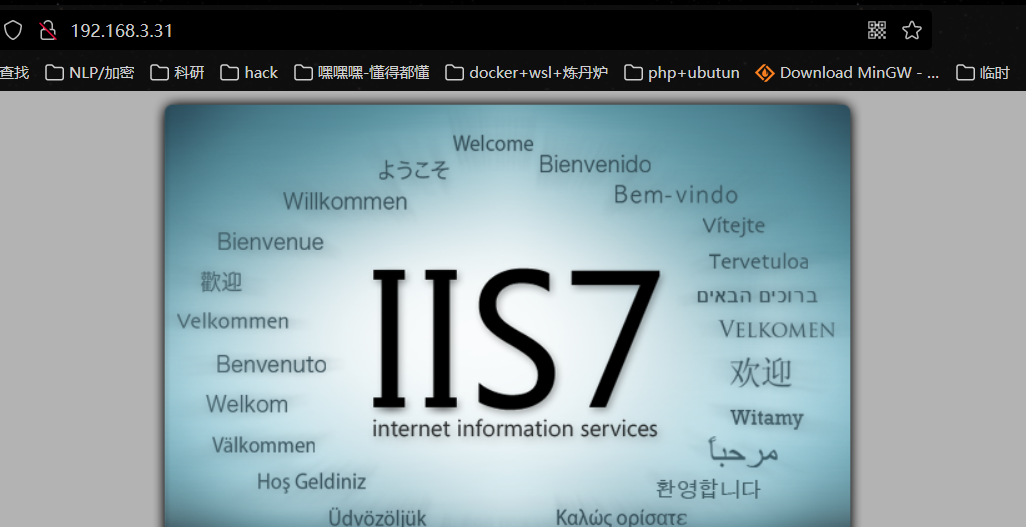 192.168.3.31
查找 NLP/加密 科研 hack 嘿嘿嘿-懂得都懂 docker+wsl+炼丹炉 php+ubutun Download MinGW - ... 临时
Welcome
ようこそ
Bienvenido
Willkommen
Bem-vindo
Vítejte
Bienvenue
Tervetuloa
歡迎
ברוכים הבאים
Velkommen
VELKOMEN
IIS7
internet information services
Benvenuto
欢迎
Welkom
Witamy
Välkommen
مرحباً
Hoş Geldiniz
환영합니다
Üdvözöljük
Καλώς ορίσατε